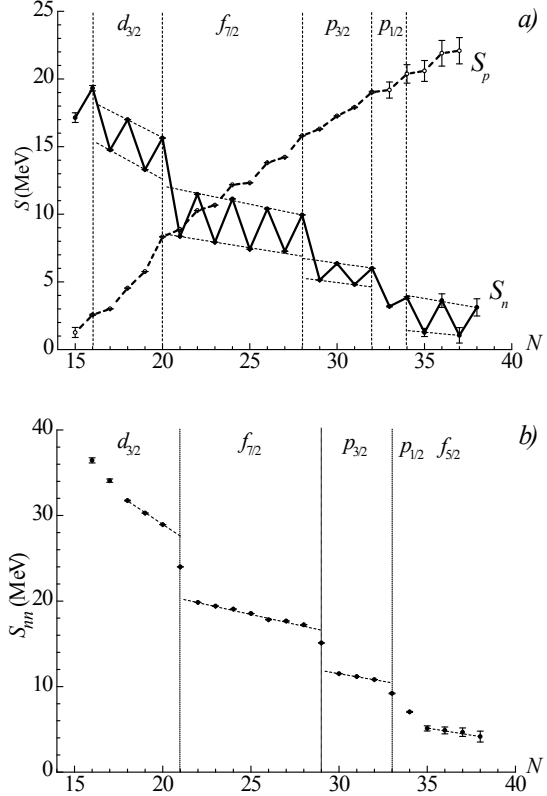 a)
d3/2 f7/2 p3/2 p1/2
25
20
15
10
5
0
S (MeV)
Sp
Sn
15 20 25 30 35 40 N
b)
d3/2 f7/2 p3/2 p1/2 f5/2
40
30
20
10
0
Snn (MeV)
15 20 25 30 35 40 N